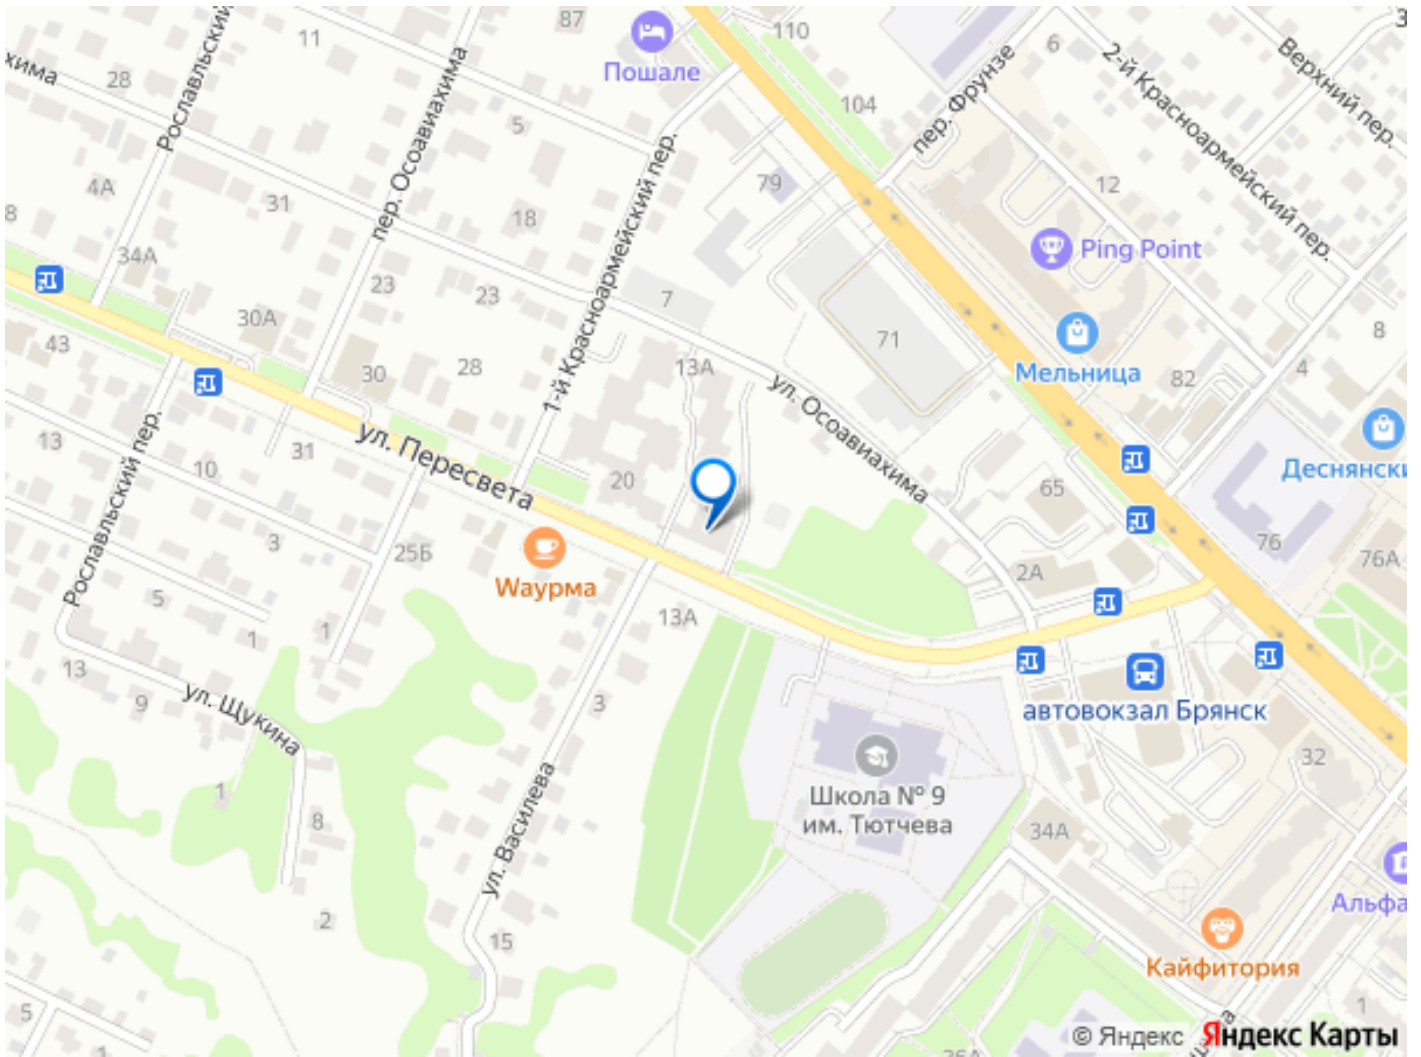 87
110
11
Пошале
28
104
6
2-й Красноармейский пер.
Верхний пер.
пер. Фрунзе
Рославльский
пер. Осоавиахима
1-й Красноармейский пер.
5
79
12
4А
31
18
8
34А
Ping Point
23
23
7
30А
43
71
8
Мельница
82
4
30
28
13А
ул. Осоавиахима
ул. Пересвета
Рославльский пер.
13
10
31
20
65
Деснянски
3
25Б
Wаурма
2А
76
76А
5
1
1
13А
13
9
ул. Щукина
3
автовокзал Брянск
32
1
8
ул. Василева
Школа № 9
им. Тютчева
34А
2
15
Альфа
Кайфитория
5
1
1
36А
© Яндекс Яндекс Карты